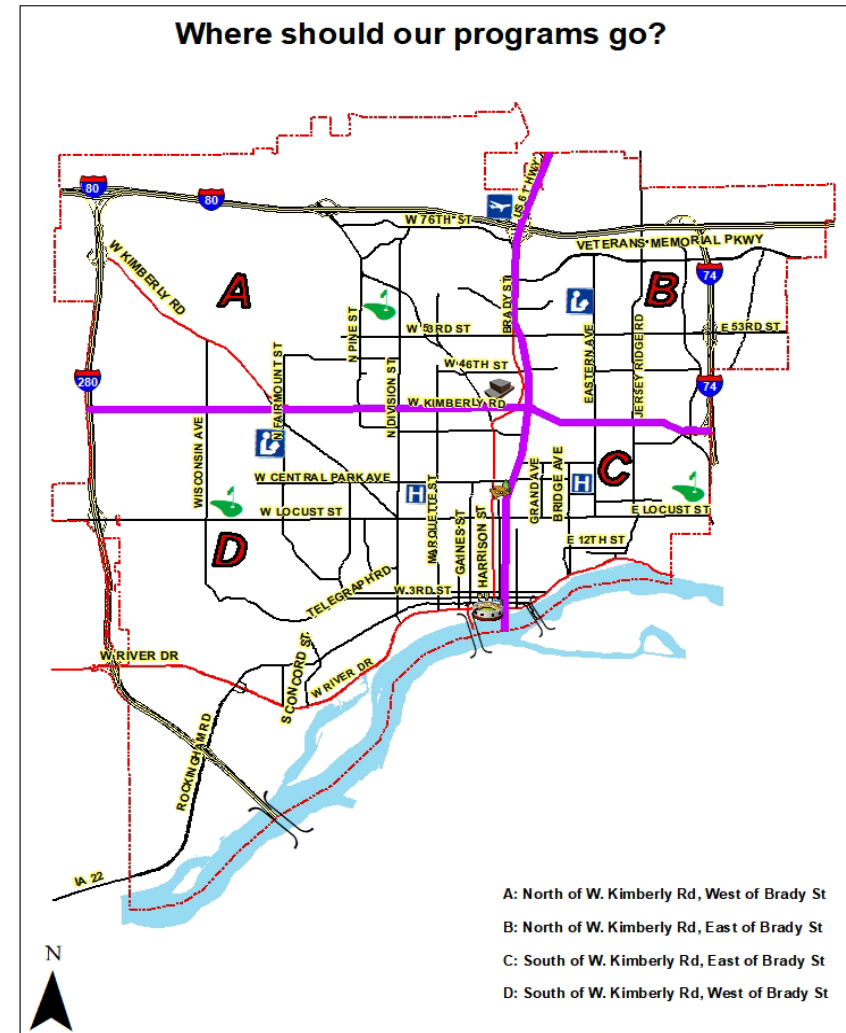 Where should our programs go?
80
80
US 61 HWY
W 76TH ST
VETERANS MEMORIAL PKWY
W KIMBERLY RD
A
B
74
N PINE ST
BRADY ST
W 53RD ST
E 53RD ST
EASTERN AVE
JERSEY RIDGE RD
W 46TH ST
280
74
N FAIRMOUNT ST
N DIVISION ST
W KIMBERLY RD
WISCONSIN AVE
W CENTRAL PARK AVE
C
H
H
MARQUETTE ST
GAINES ST
HARRISON ST
GRAND AVE
BRIDGE AVE
W LOCUST ST
E LOCUST ST
D
E 12TH ST
TELEGRAPH RD
W 3RD ST
W RIVER DR
S CONCORD ST
W RIVER DR
ROCKINGHAM RD
IA 22
A: North of W. Kimberly Rd, West of Brady St
B: North of W. Kimberly Rd, East of Brady St
C: South of W. Kimberly Rd, East of Brady St
D: South of W. Kimberly Rd, West of Brady St
N